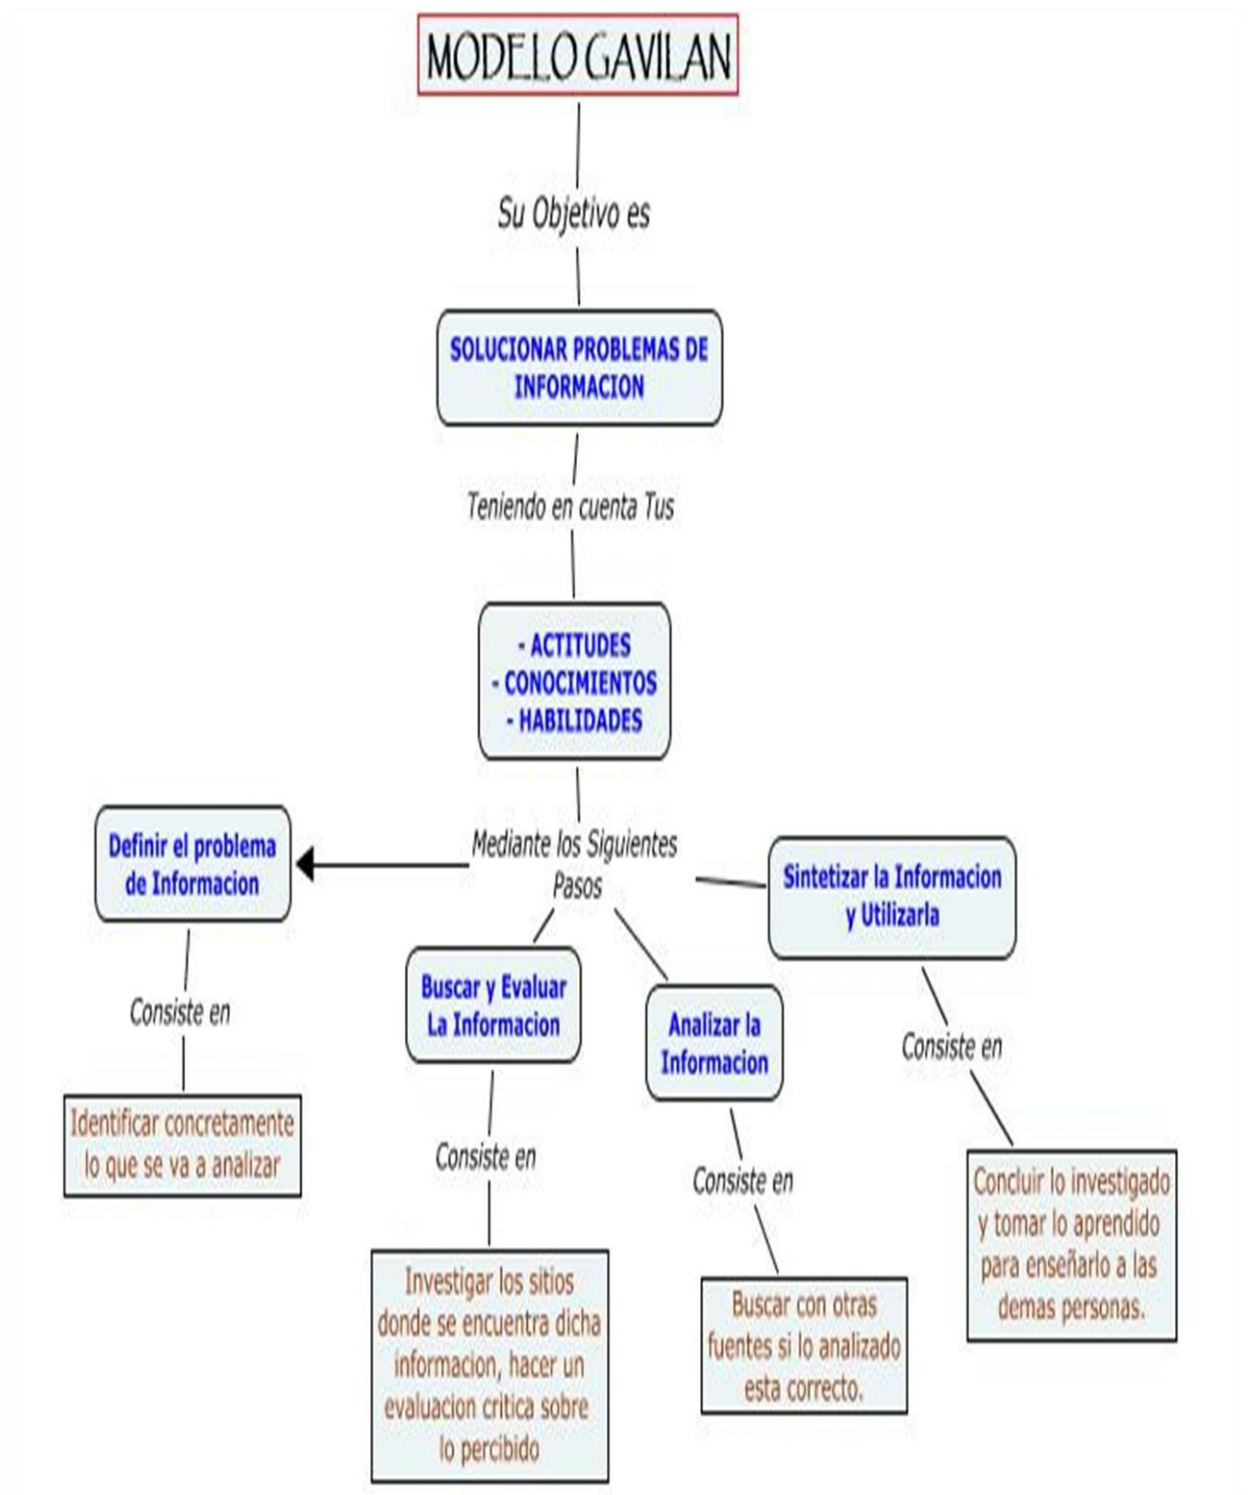 MODELO GAVILAN
Su Objetivo es
SOLUCIONAR PROBLEMAS DE
INFORMACION
Teniendo en cuenta Tus
- ACTITUDES
- CONOCIMIENTOS
- HABILIDADES
Mediante los Siguientes
Pasos
Definir el problema
de Informacion
Consiste en
Identificar concretamente
lo que se va a analizar
Buscar y Evaluar
La Informacion
Consiste en
Investigar los sitios
donde se encuentra dicha
informacion, hacer un
evaluacion critica sobre
lo percibido
Analizar la
Informacion
Consiste en
Buscar con otras
fuentes si lo analizado
esta correcto.
Sintetizar la Informacion
y Utilizarla
Consiste en
Concluir lo investigado
y tomar lo aprendido
para enseñarlo a las
demas personas.